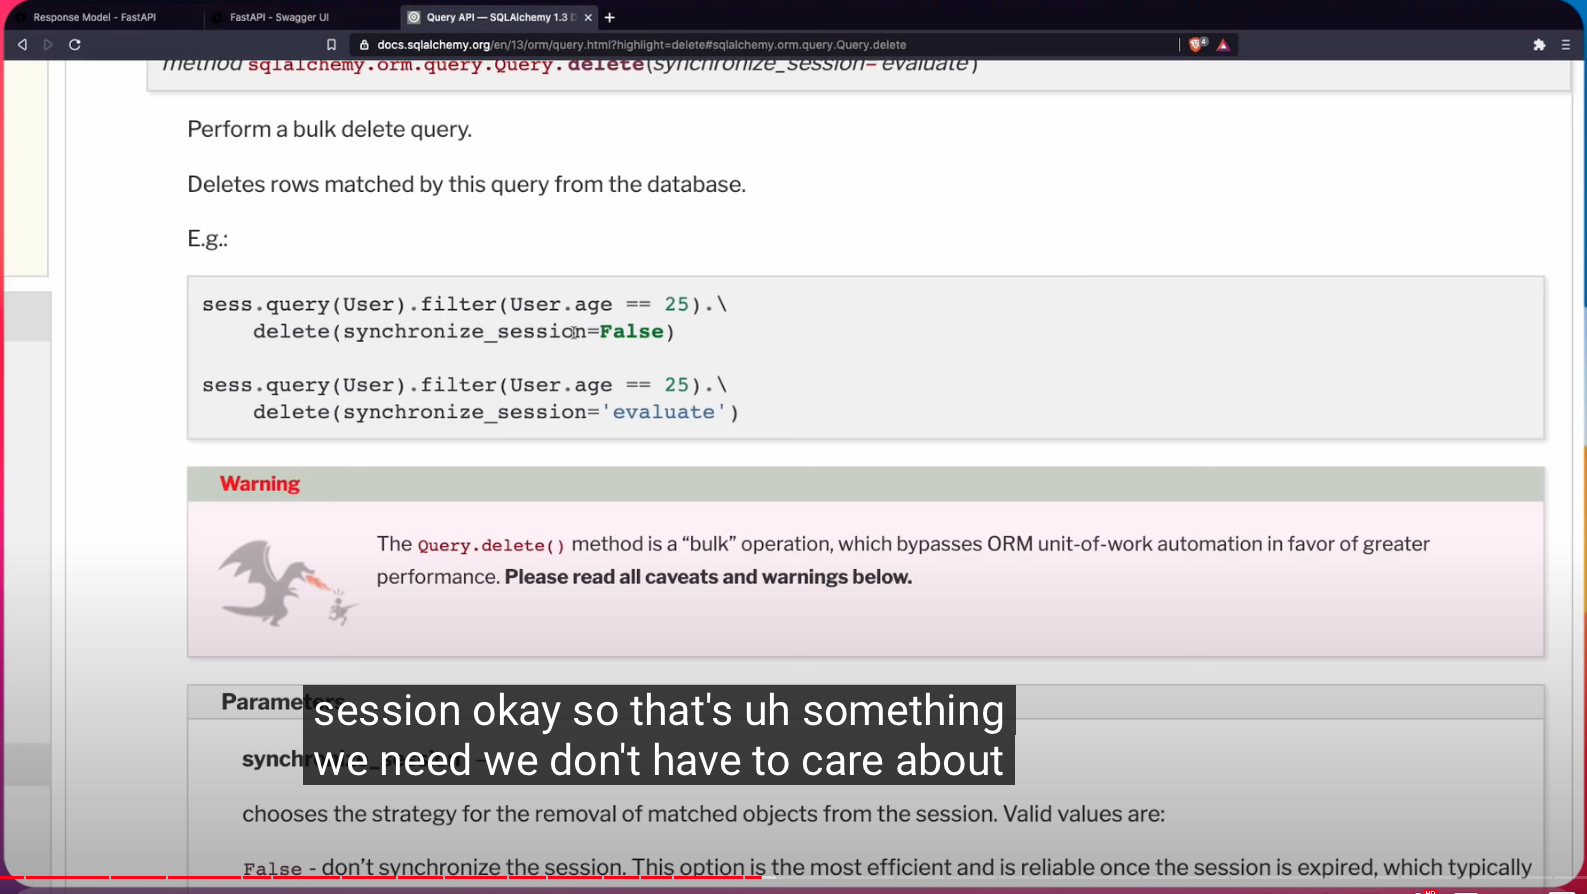 Response Model - FastAPI
FastAPI - Swagger UI
Query API — SQLAlchemy 1.3 D
docs.sqlalchemy.org/en/13/orm/query.html?highlight=delete#sqlalchemy.orm.query.Query.delete
method sqlalchemy.orm.query.Query.delete(synchronize_session='evaluate')
Perform a bulk delete query.
Deletes rows matched by this query from the database.
E.g.:
sess.query(User).filter(User.age == 25).\
delete(synchronize_session=False)
sess.query(User).filter(User.age == 25).\
delete(synchronize_session='evaluate')
Warning
The Query.delete() method is a “bulk” operation, which bypasses ORM unit-of-work automation in favor of greater
performance. Please read all caveats and warnings below.
Parameters
session okay so that's uh something
we need we don't have to care about
chooses the strategy for the removal of matched objects from the session. Valid values are:
False - don’t synchronize the session. This option is the most efficient and is reliable once the session is expired, which typically